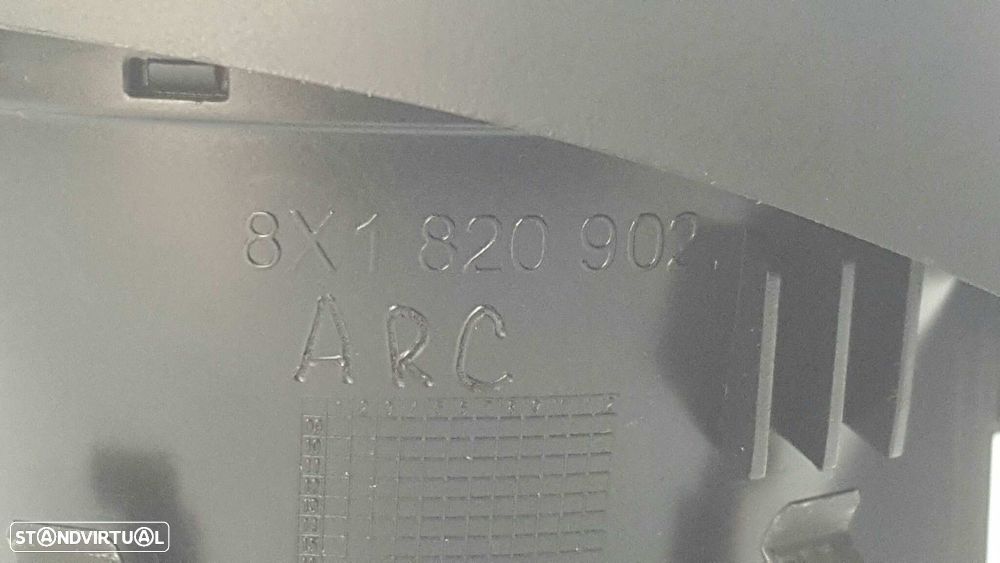 8X1 820 902
ARC
STANDVIRTUAL